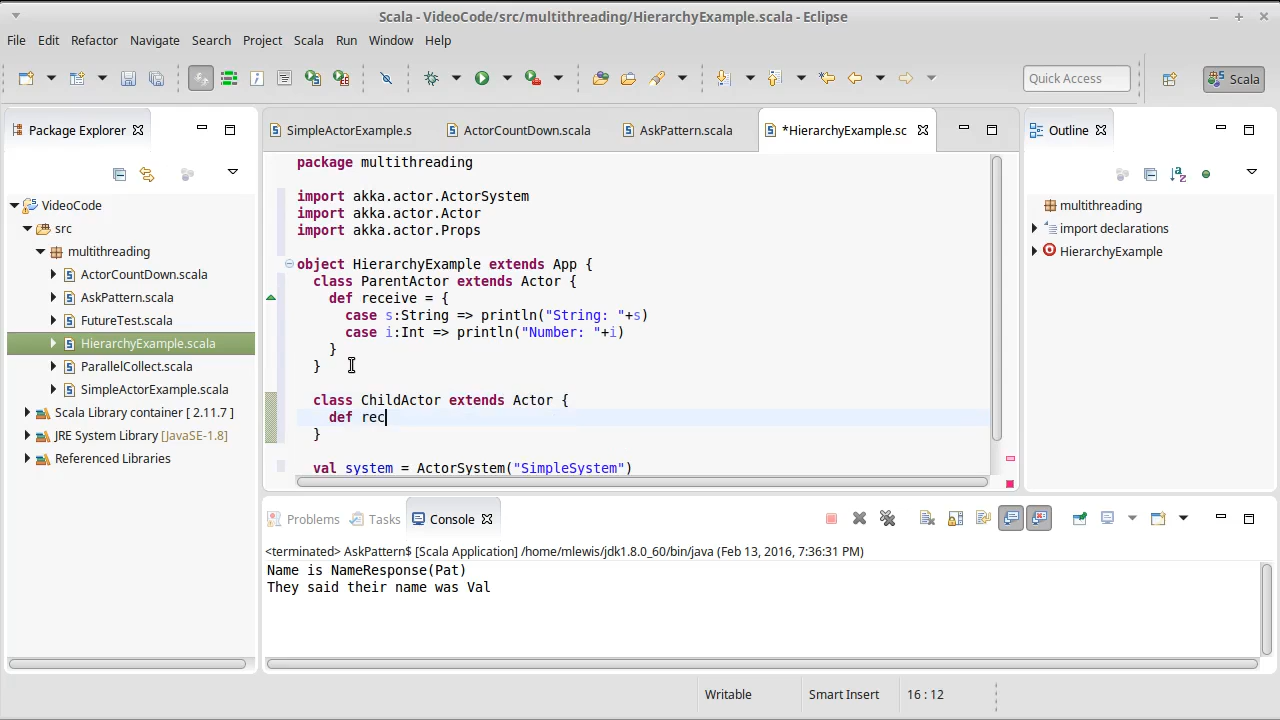 Scala - VideoCode/src/multithreading/HierarchyExample.scala - Eclipse
File Edit Refactor Navigate Search Project Scala Run Window Help
Quick Access
Scala
Package Explorer
SimpleActorExample.s
ActorCountDown.scala
AskPattern.scala
*HierarchyExample.sc
Outline
VideoCode
src
multithreading
ActorCountDown.scala
AskPattern.scala
FutureTest.scala
HierarchyExample.scala
ParallelCollect.scala
SimpleActorExample.scala
Scala Library container [ 2.11.7 ]
JRE System Library [JavaSE-1.8]
Referenced Libraries
package multithreading
import akka.actor.ActorSystem
import akka.actor.Actor
import akka.actor.Props
object HierarchyExample extends App {
class ParentActor extends Actor {
def receive = {
case s:String => println("String: "+s)
case i:Int => println("Number: "+i)
}
}
class ChildActor extends Actor {
def rec
}
val system = ActorSystem("SimpleSystem")
multithreading
import declarations
HierarchyExample
Problems
Tasks
Console
<terminated> AskPattern$ [Scala Application] /home/mlewis/jdk1.8.0_60/bin/java (Feb 13, 2016, 7:36:31 PM)
Name is NameResponse(Pat)
They said their name was Val
Writable
Smart Insert
16 : 12